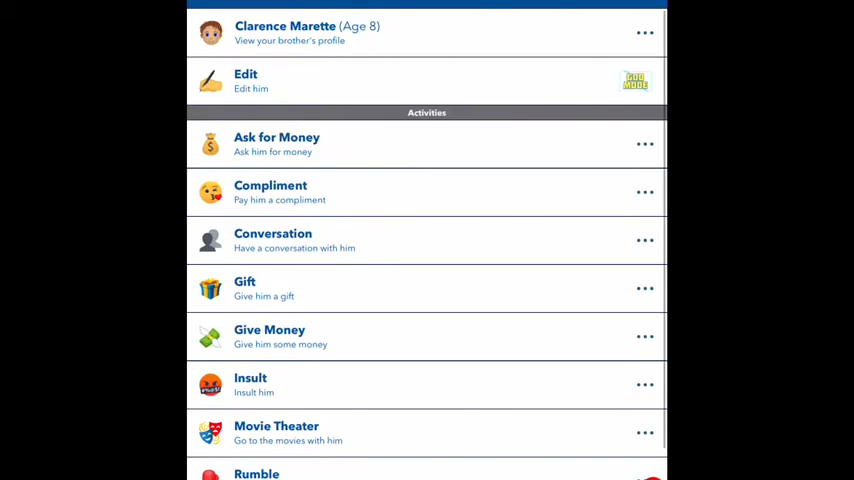 Clarence Marette (Age 8)
View your brother's profile
Edit
Edit him
GOD
MODE
Activities
Ask for Money
Ask him for money
Compliment
Pay him a compliment
Conversation
Have a conversation with him
Gift
Give him a gift
Give Money
Give him some money
Insult
Insult him
Movie Theater
Go to the movies with him
Rumble